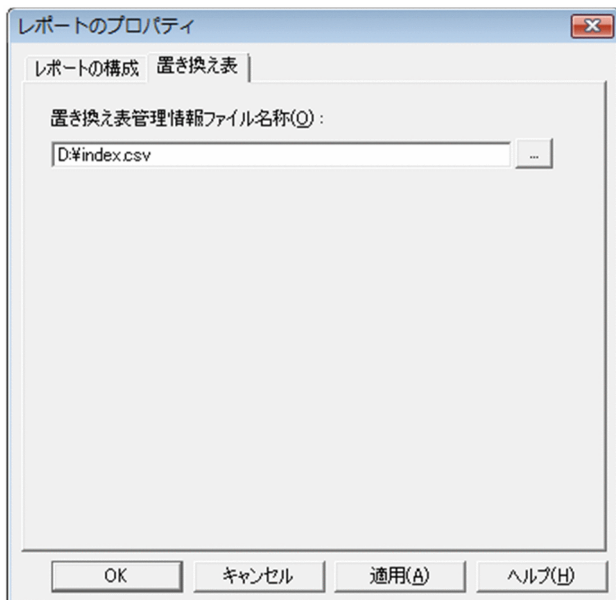 レポートのプロパティ
レポートの構成 置き換え表
置き換え表管理情報ファイル名称(O)：
D:¥index.csv ...
OK キャンセル 適用(A) ヘルプ(H)